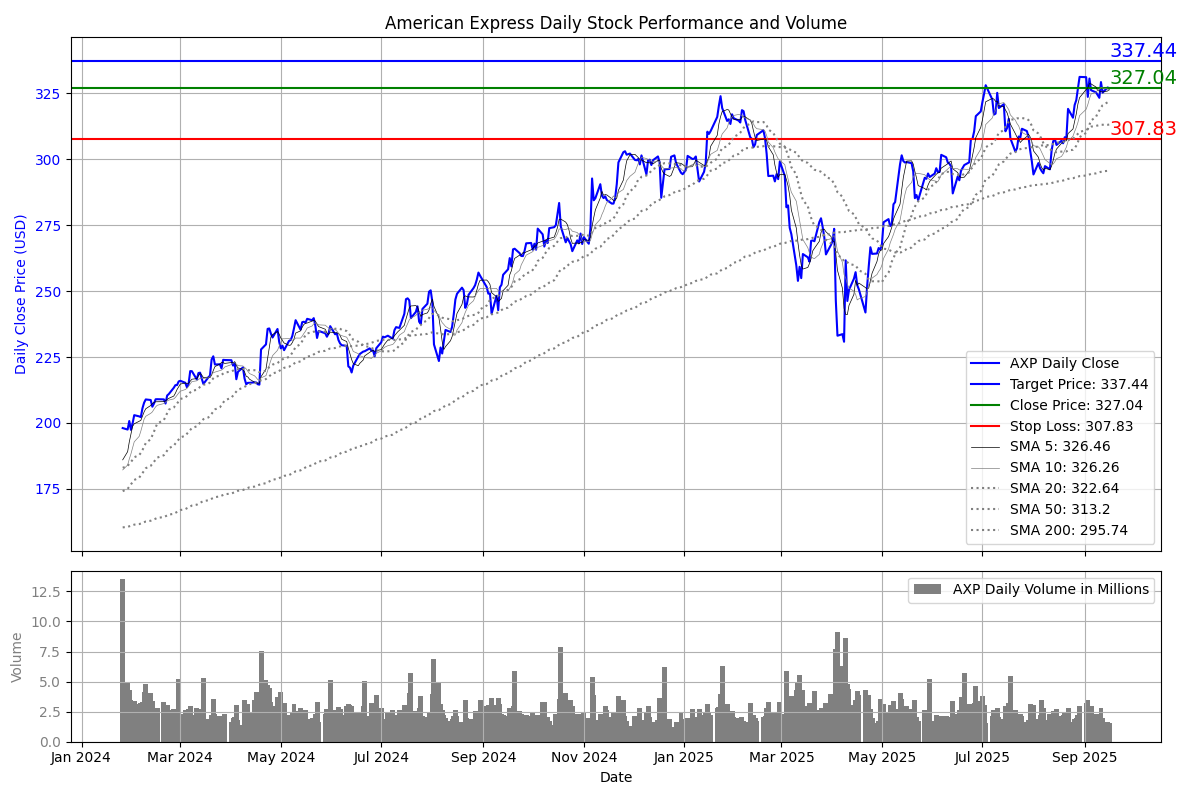 American Express Daily Stock Performance and Volume
337.44
327.04
307.83
325
300
275
250
225
200
175
Daily Close Price (USD)
AXP Daily Close
Target Price: 337.44
Close Price: 327.04
Stop Loss: 307.83
SMA 5: 326.46
SMA 10: 326.26
SMA 20: 322.64
SMA 50: 313.2
SMA 200: 295.74
12.5
10.0
7.5
5.0
2.5
0.0
Volume
AXP Daily Volume in Millions
Jan 2024 Mar 2024 May 2024 Jul 2024 Sep 2024 Nov 2024 Jan 2025 Mar 2025 May 2025 Jul 2025 Sep 2025
Date